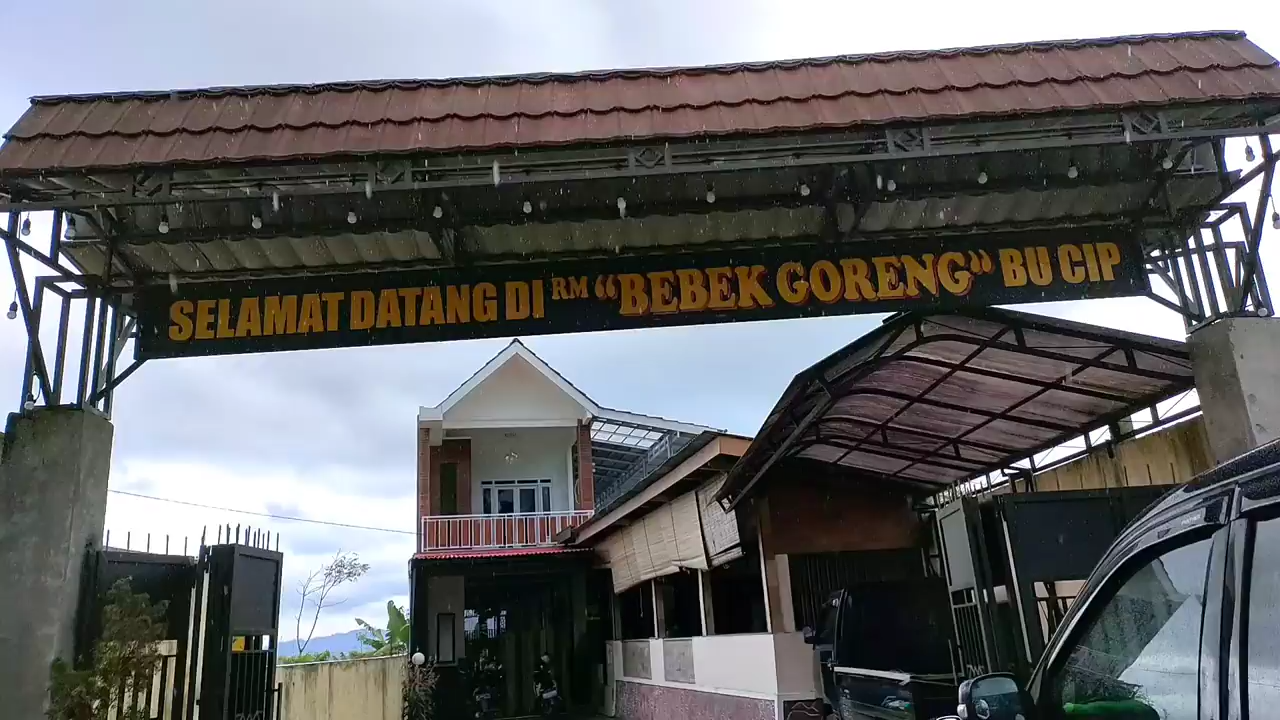 SELAMAT DATANG DI RM “BEBEK GORENG” BU CIP